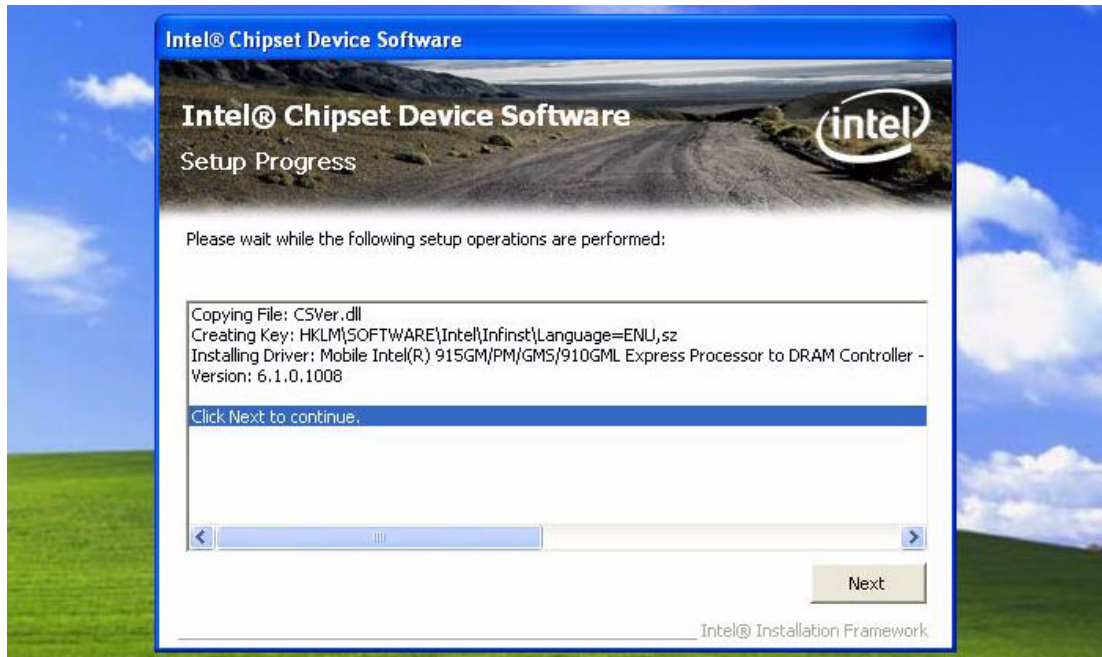 Intel® Chipset Device Software
Intel® Chipset Device Software
intel
Setup Progress
Please wait while the following setup operations are performed:
Copying File: CSVer.dll
Creating Key: HKLM\SOFTWARE\Intel\Infinst\Language=ENU,sz
Installing Driver: Mobile Intel(R) 915GM/PM/GMS/910GML Express Processor to DRAM Controller -
Version: 6.1.0.1008
Click Next to continue.
Next
Intel® Installation Framework